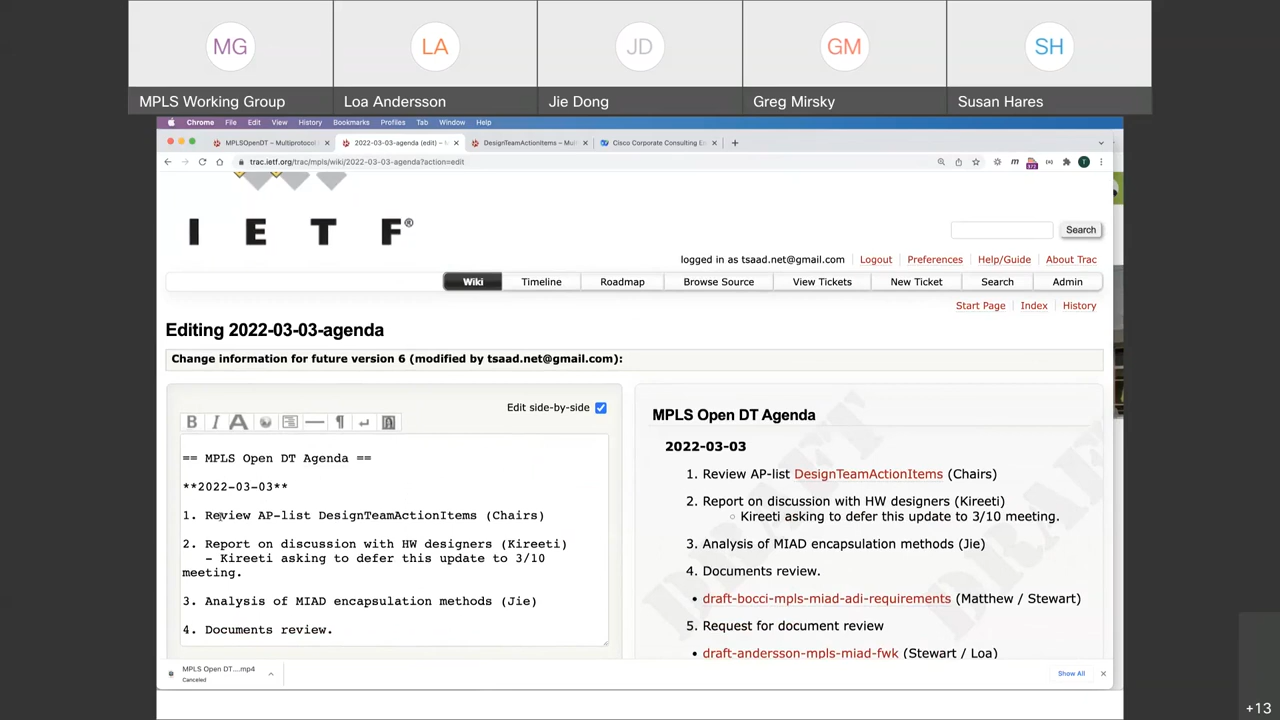 MG
LA
JD
GM
SH
MPLS Working Group
Loa Andersson
Jie Dong
Greg Mirsky
Susan Hares
Chrome File Edit View History Bookmarks Profiles Tab Window Help
MPLSOpenDT – Multiprotocol
2022-03-03-agenda (edit) –
DesignTeamActionItems – Mu
Cisco Corporate Consulting E
trac.ietf.org/trac/mpls/wiki/2022-03-03-agenda?action=edit
I E T F®
Search
logged in as tsaad.net@gmail.com Logout Preferences Help/Guide About Trac
Wiki Timeline Roadmap Browse Source View Tickets New Ticket Search Admin
Start Page Index History
Editing 2022-03-03-agenda
Change information for future version 6 (modified by tsaad.net@gmail.com):
Edit side-by-side
B I A
== MPLS Open DT Agenda ==
**2022-03-03**
1. Review AP-list DesignTeamActionItems (Chairs)
2. Report on discussion with HW designers (Kireeti)
– Kireeti asking to defer this update to 3/10
meeting.
3. Analysis of MIAD encapsulation methods (Jie)
4. Documents review.
MPLS Open DT Agenda
2022-03-03
1. Review AP-list DesignTeamActionItems (Chairs)
2. Report on discussion with HW designers (Kireeti)
Kireeti asking to defer this update to 3/10 meeting.
3. Analysis of MIAD encapsulation methods (Jie)
4. Documents review.
draft-bocci-mpls-miad-adi-requirements (Matthew / Stewart)
5. Request for document review
draft-andersson-mpls-miad-fwk (Stewart / Loa)
DRAFT
DRAFT
MPLS Open DT....mp4
Canceled
Show All
+13